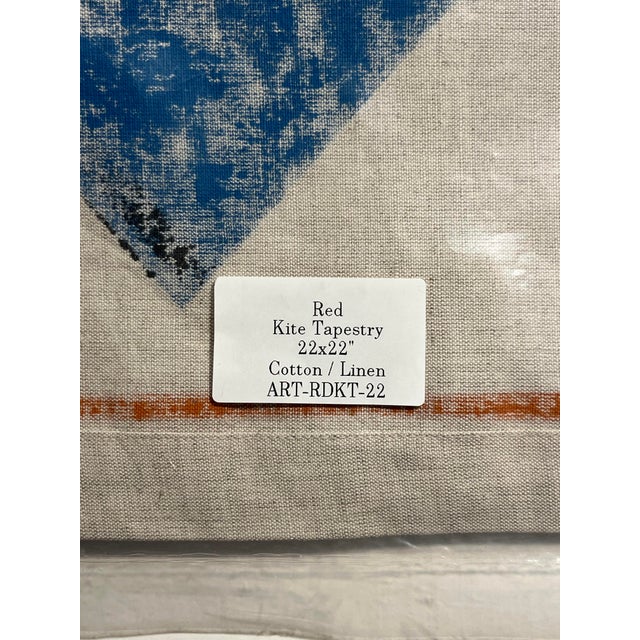 Red
Kite Tapestry
22x22"
Cotton / Linen
ART-RDKT-22